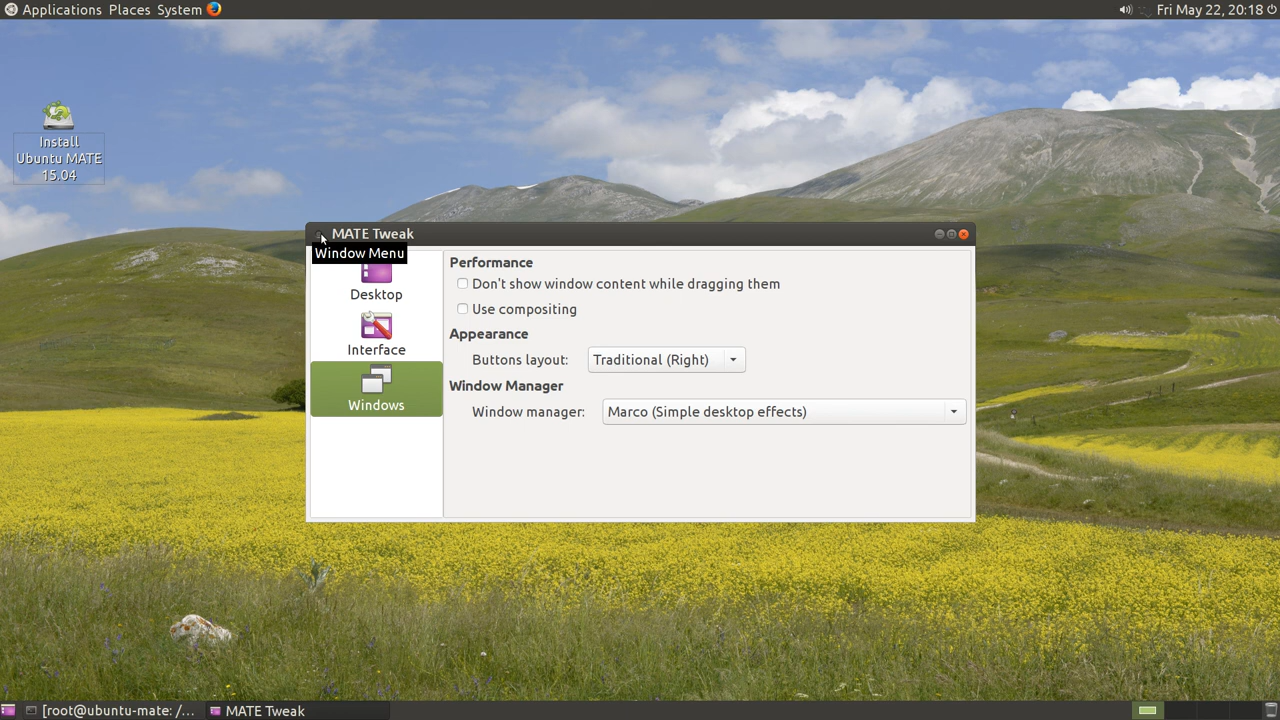 Applications Places System
Fri May 22, 20:18
Install
Ubuntu MATE
15.04
MATE Tweak
Window Menu
Desktop
Interface
Windows
Performance
Don't show window content while dragging them
Use compositing
Appearance
Buttons layout: Traditional (Right)
Window Manager
Window manager: Marco (Simple desktop effects)
[root@ubuntu-mate: /... MATE Tweak